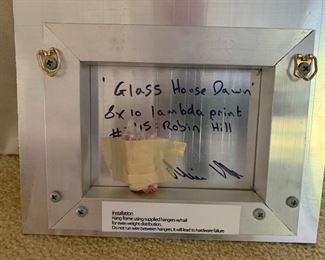 'Glass House Dawn'
8x10 lambda print
#'15: Robin Hill
Installation
Hang frame using supplied hangers w/nail
for even weight distribution.
Do not run wire between hangers, it will lead to hardware failure